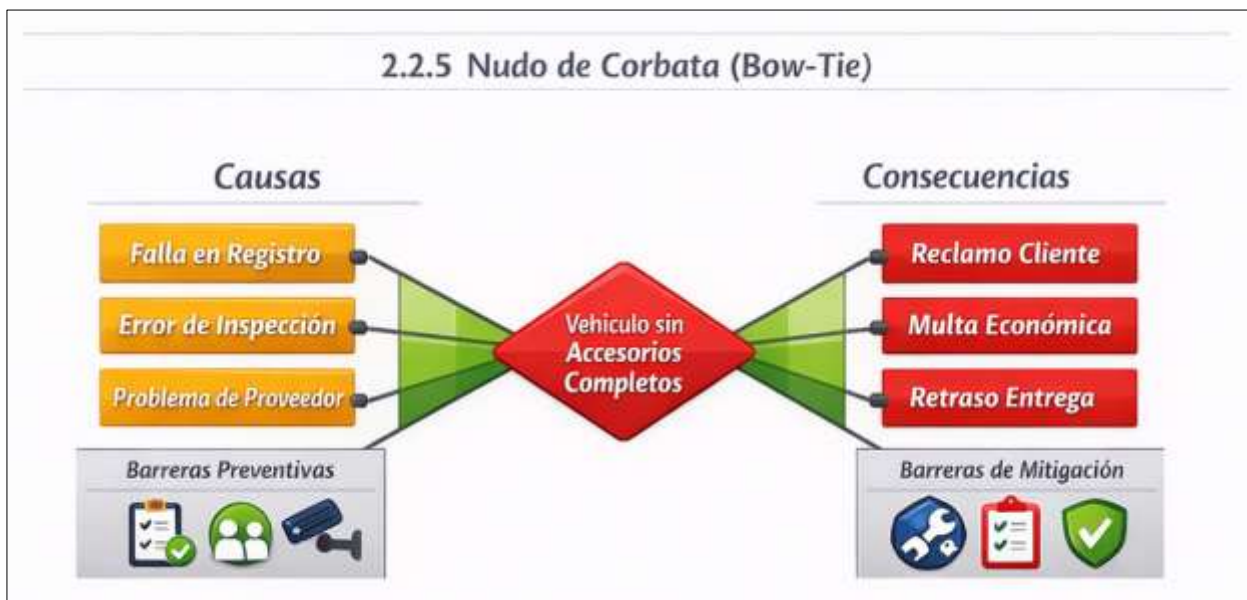 2.2.5 Nudo de Corbata (Bow-Tie)
Causas
Falla en Registro
Error de Inspección
Problema de Proveedor
Barreras Preventivas
Vehiculo sin
Accesorios
Completos
Consecuencias
Reclamo Cliente
Multa Económica
Retraso Entrega
Barreras de Mitigación